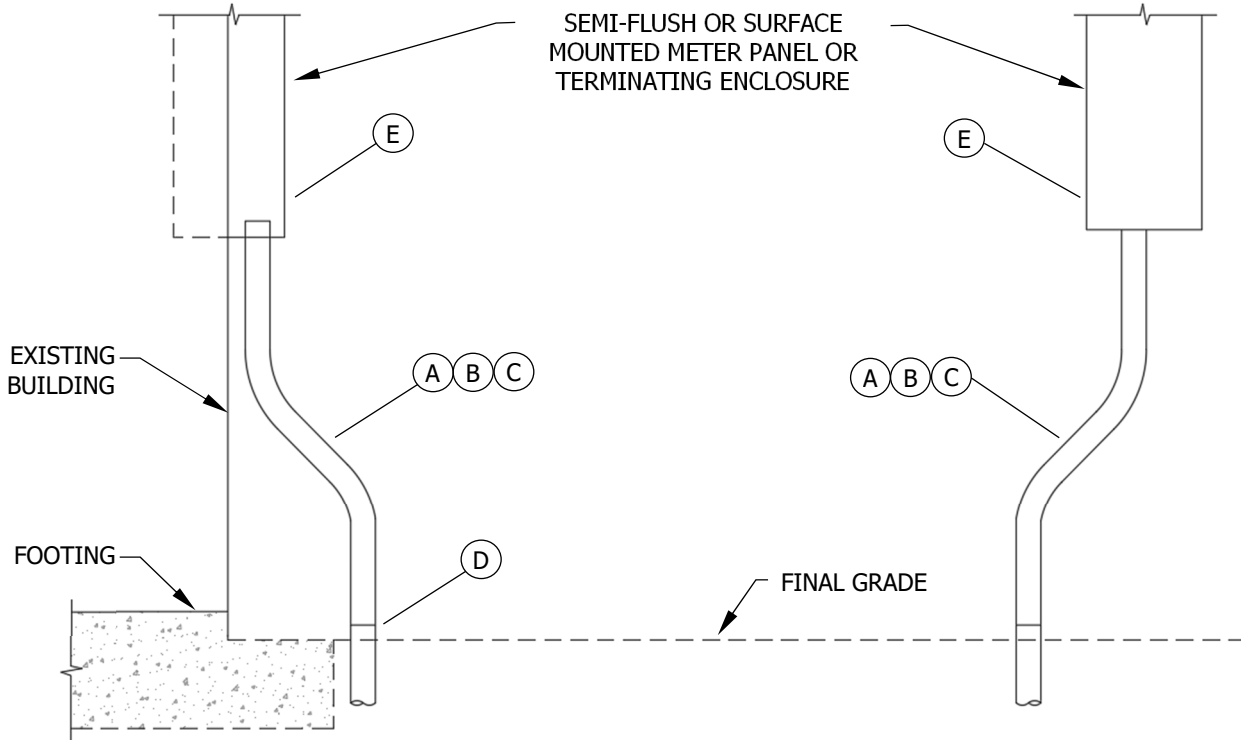 SEMI-FLUSH OR SURFACE
MOUNTED METER PANEL OR
TERMINATING ENCLOSURE
E
E
EXISTING
BUILDING
A B C
A B C
FOOTING
D
FINAL GRADE